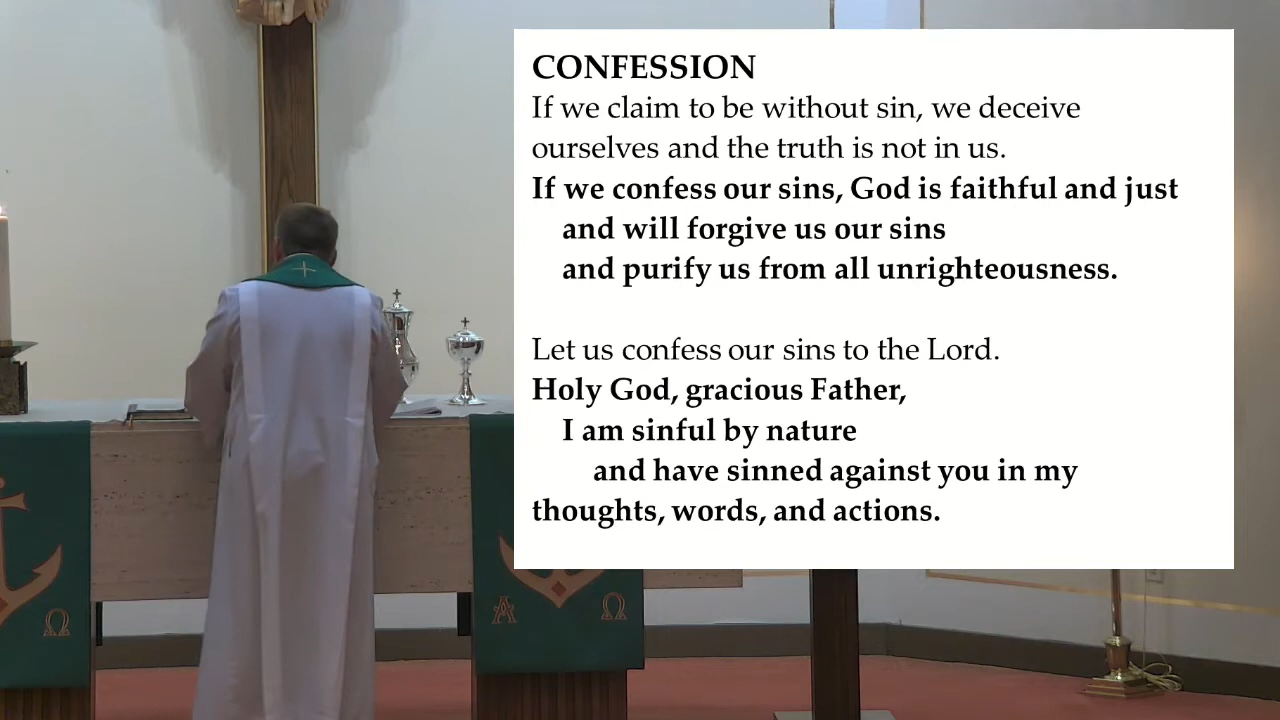 CONFESSION
If we claim to be without sin, we deceive
ourselves and the truth is not in us.
If we confess our sins, God is faithful and just
and will forgive us our sins
and purify us from all unrighteousness.
Let us confess our sins to the Lord.
Holy God, gracious Father,
I am sinful by nature
and have sinned against you in my
thoughts, words, and actions.
Ω
Α Ω